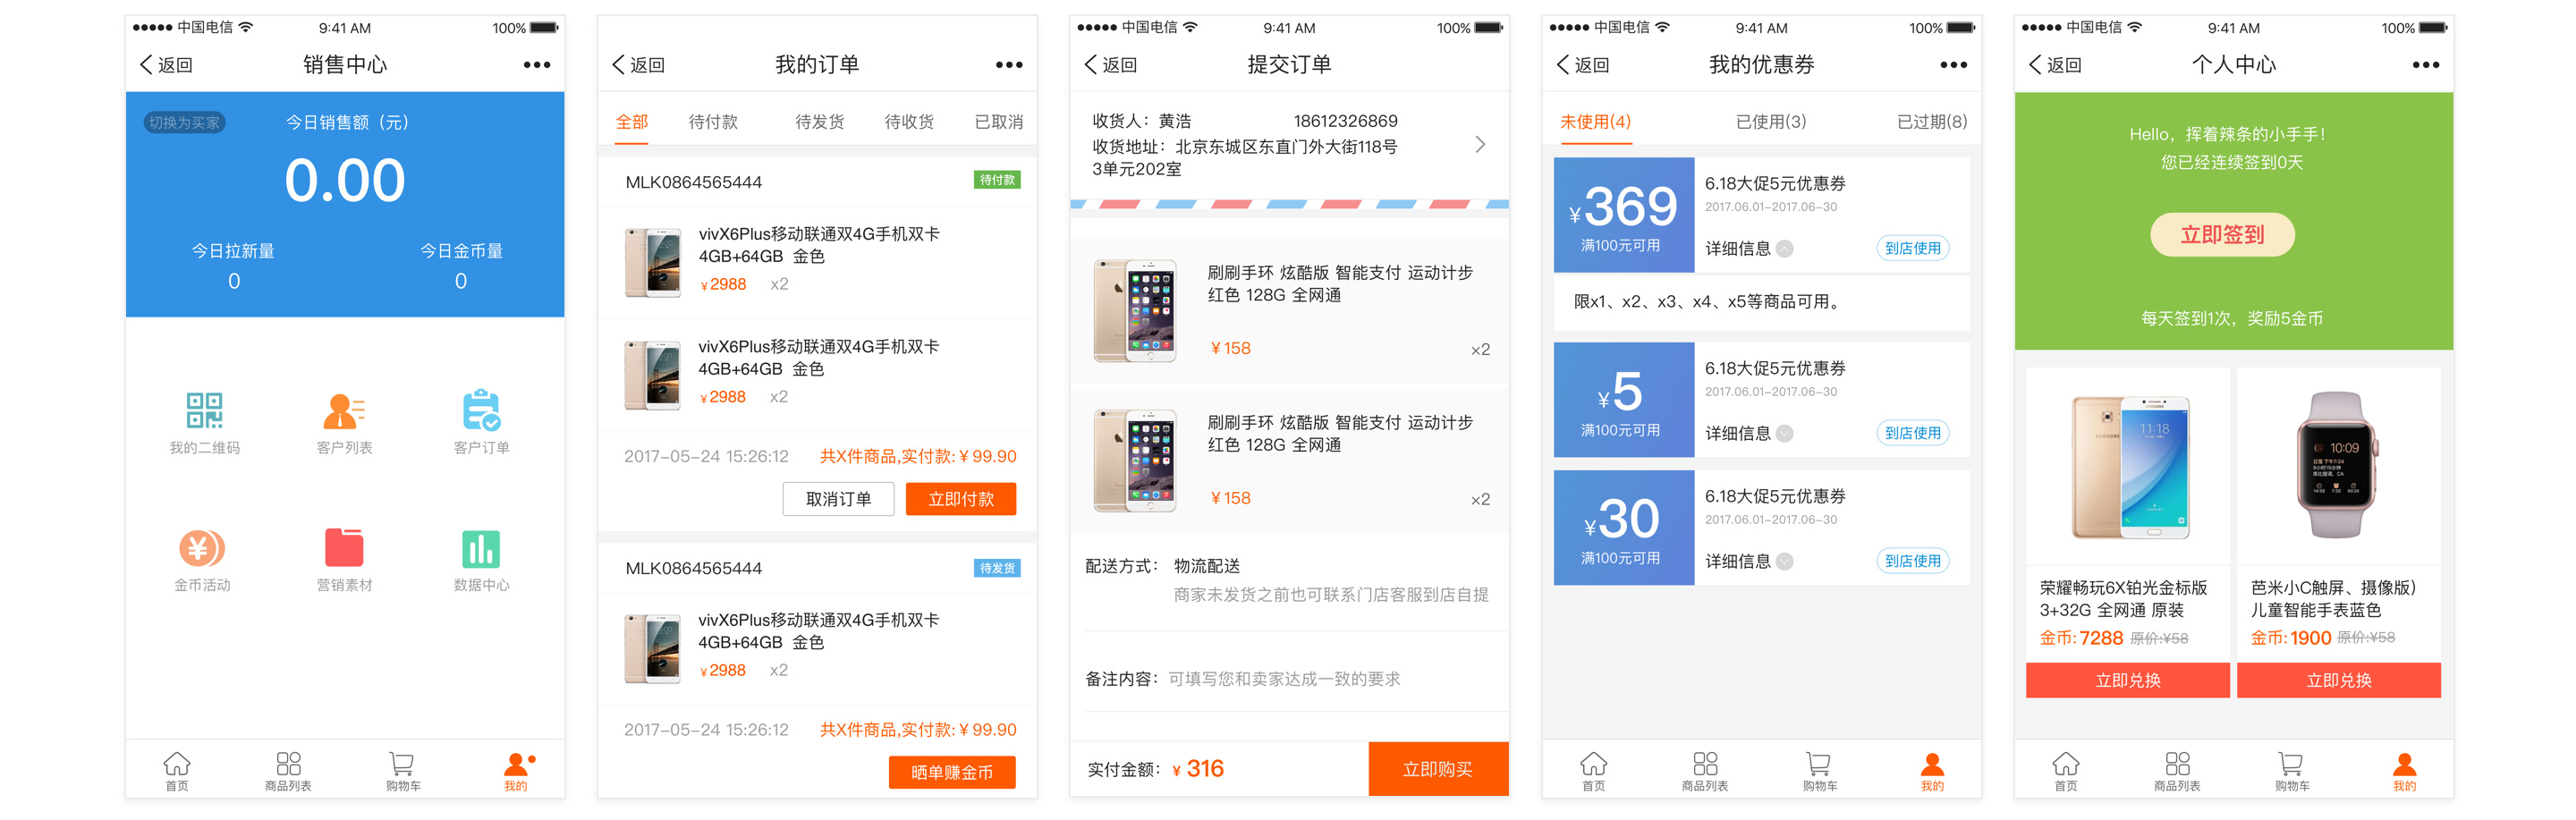 中国电信
9:41 AM
100%
返回
销售中心
切换为买家
今日销售额（元）
0.00
今日拉新量
今日金币量
0
0
我的二维码
客户列表
客户订单
金币活动
营销素材
数据中心
首页
商品列表
购物车
我的
返回
我的订单
全部
待付款
待发货
待收货
已取消
MLK0864565444
待付款
vivX6Plus移动联通双4G手机双卡
4GB+64GB 金色
¥2988 x2
vivX6Plus移动联通双4G手机双卡
4GB+64GB 金色
¥2988 x2
2017-05-24 15:26:12
共X件商品,实付款:¥99.90
取消订单
立即付款
MLK0864565444
待发货
vivX6Plus移动联通双4G手机双卡
4GB+64GB 金色
¥2988 x2
2017-05-24 15:26:12
共X件商品,实付款:¥99.90
晒单赚金币
中国电信
9:41 AM
100%
返回
提交订单
收货人：黄浩
18612326869
收货地址：北京东城区东直门外大街118号
3单元202室
刷刷手环 炫酷版 智能支付 运动计步
红色 128G 全网通
¥158
×2
刷刷手环 炫酷版 智能支付 运动计步
红色 128G 全网通
¥158
×2
配送方式：
物流配送
商家未发货之前也可联系门店客服到店自提
备注内容：
可填写您和卖家达成一致的要求
实付金额：
¥ 316
立即购买
中国电信
9:41 AM
100%
返回
我的优惠券
未使用(4)
已使用(3)
已过期(8)
¥369
满100元可用
6.18大促5元优惠券
2017.06.01-2017.06-30
详细信息
到店使用
限x1、x2、x3、x4、x5等商品可用。
¥5
满100元可用
6.18大促5元优惠券
2017.06.01-2017.06-30
详细信息
到店使用
¥30
满100元可用
6.18大促5元优惠券
2017.06.01-2017.06-30
详细信息
到店使用
首页
商品列表
购物车
我的
中国电信
9:41 AM
100%
返回
个人中心
Hello，挥着辣条的小手手！
您已经连续签到0天
立即签到
每天签到1次，奖励5金币
SAMSUNG
11:18
10:09
荣耀畅玩6X铂光金标版
3+32G 全网通 原装
金币:7288 原价:¥58
立即兑换
芭米小C触屏、摄像版)
儿童智能手表蓝色
金币:1900 原价:¥58
立即兑换
首页
商品列表
购物车
我的